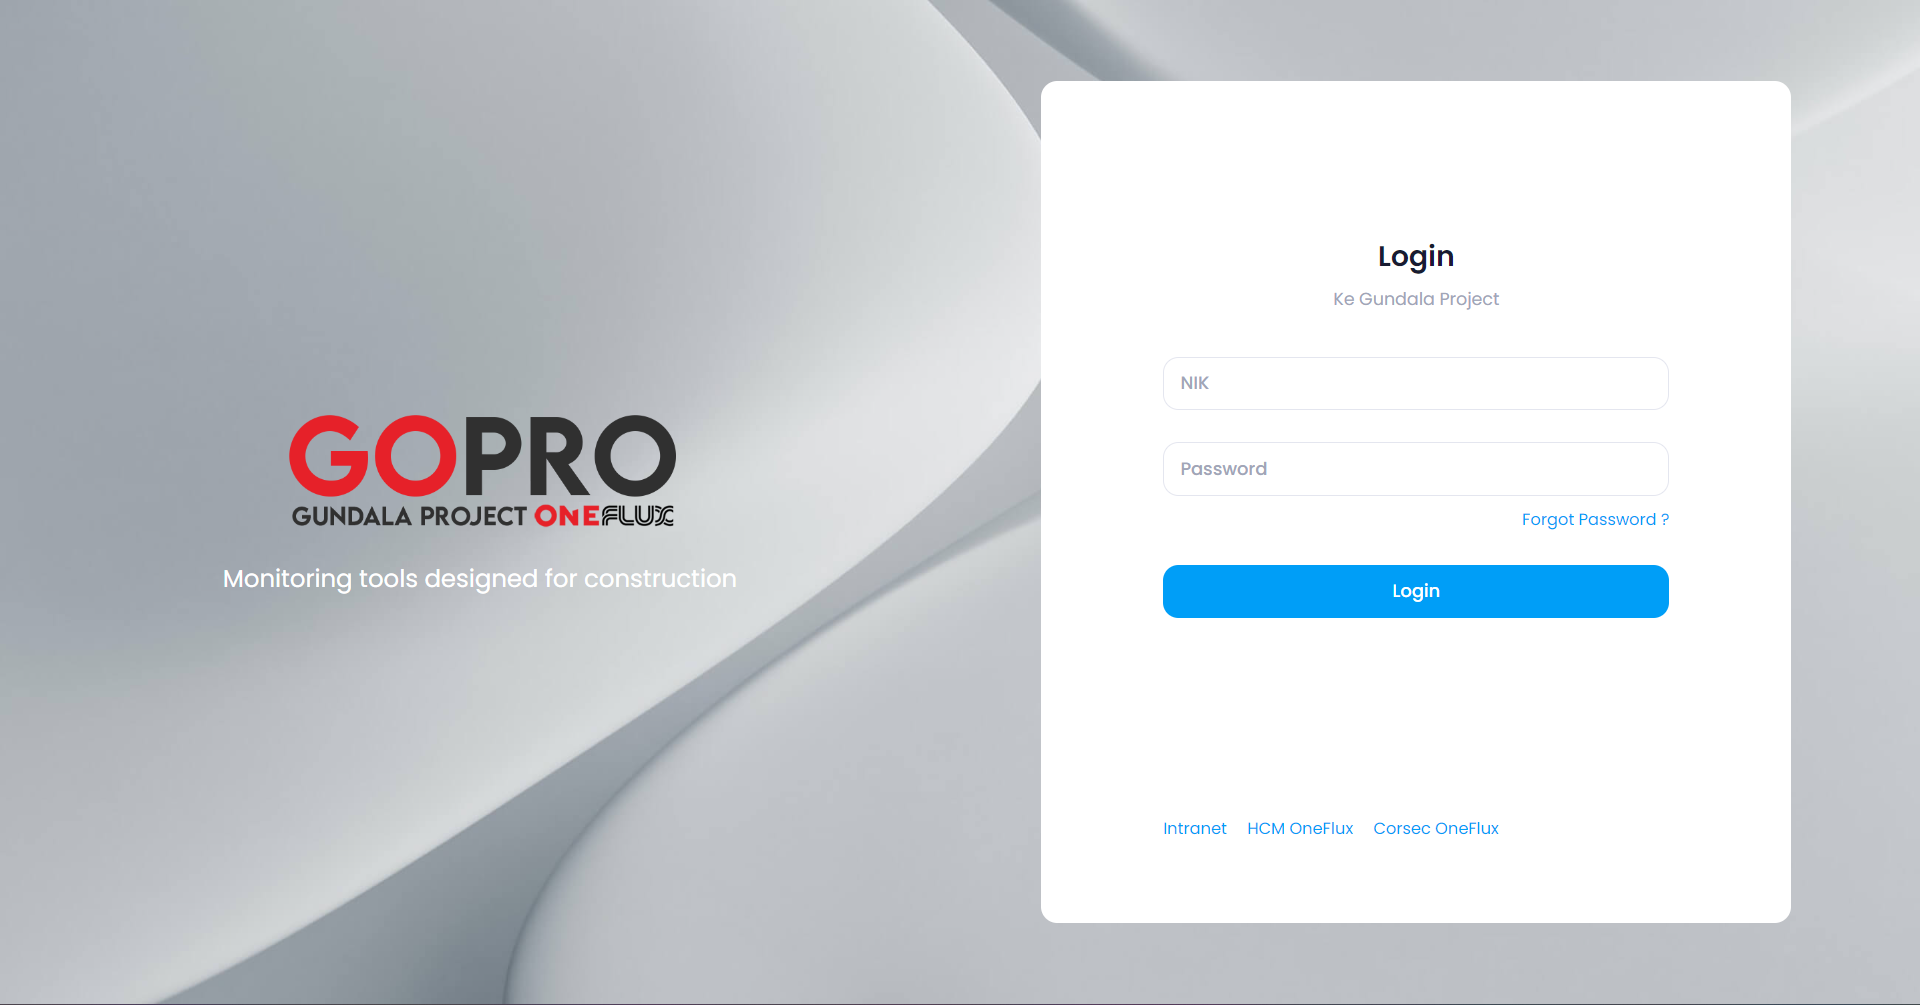 GOPRO
GUNDALA PROJECT ONEFLUX
Monitoring tools designed for construction
Login
Ke Gundala Project
NIK
Password
Forgot Password ?
Login
Intranet HCM OneFlux Corsec OneFlux